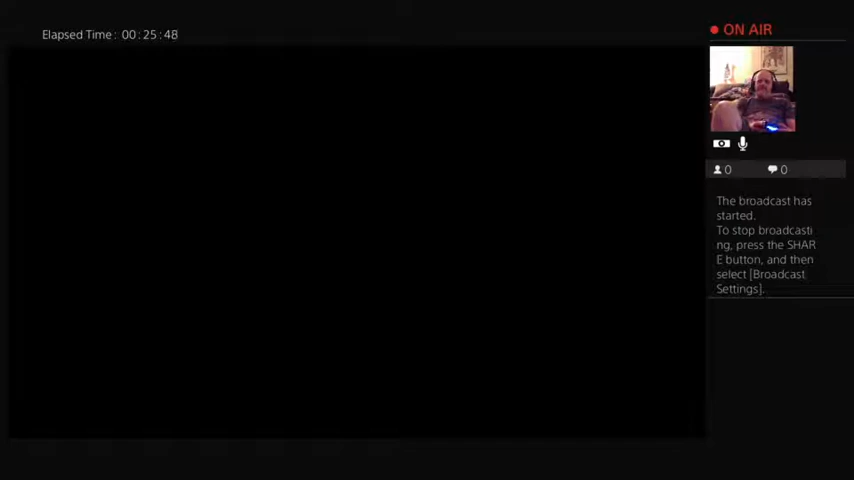 Elapsed Time: 00:25:48
ON AIR
0 0
The broadcast has
started.
To stop broadcasti
ng, press the SHAR
E button, and then
select [Broadcast
Settings].